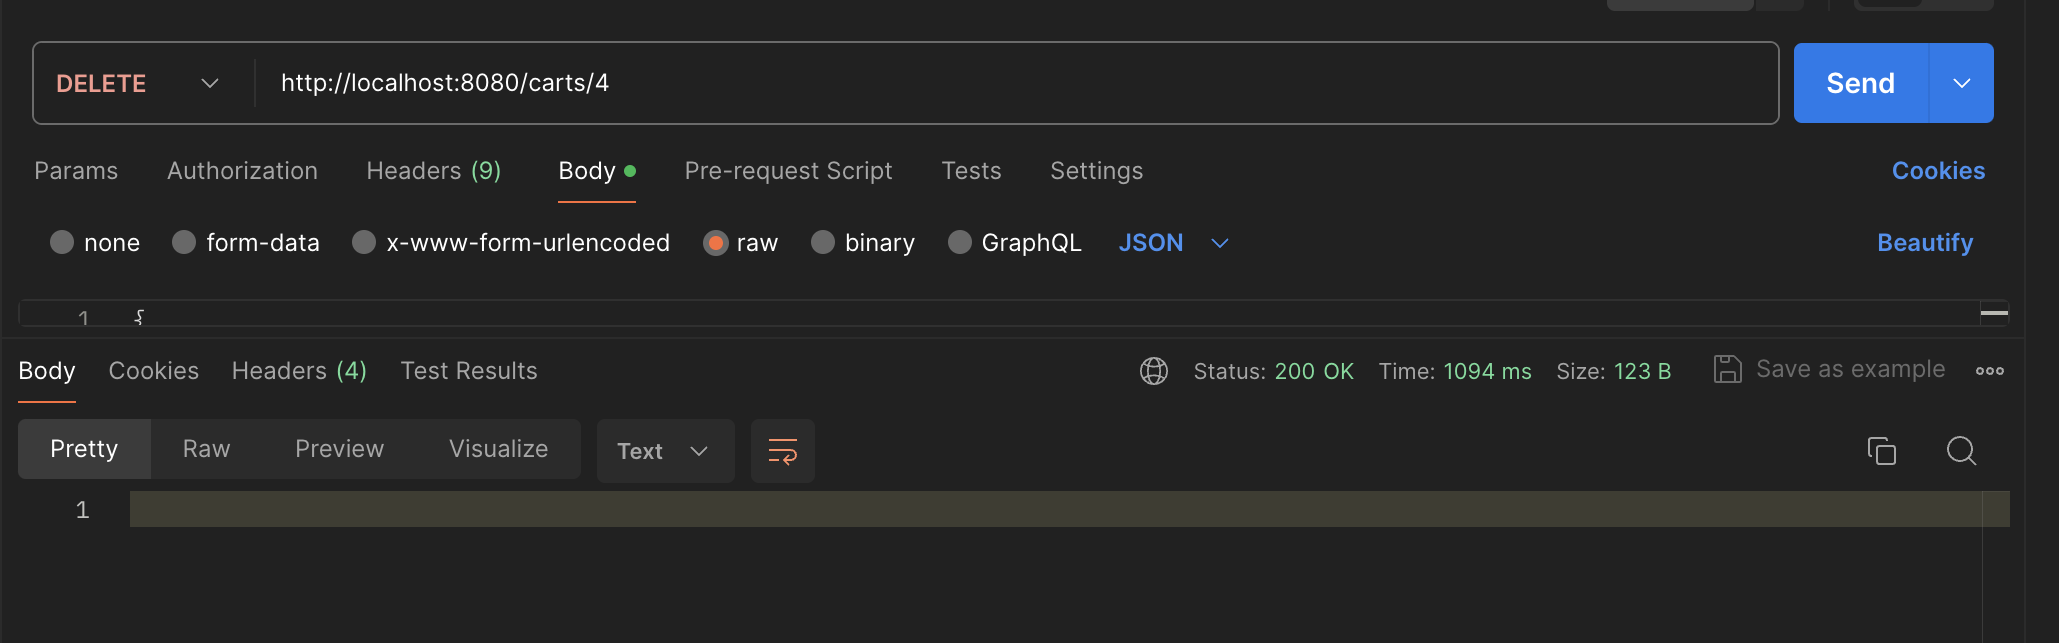 DELETE http://localhost:8080/carts/4 Send
Params Authorization Headers (9) Body Pre-request Script Tests Settings Cookies
none form-data x-www-form-urlencoded raw binary GraphQL JSON Beautify
1 {
Body Cookies Headers (4) Test Results Status: 200 OK Time: 1094 ms Size: 123 B Save as example
Pretty Raw Preview Visualize Text
1